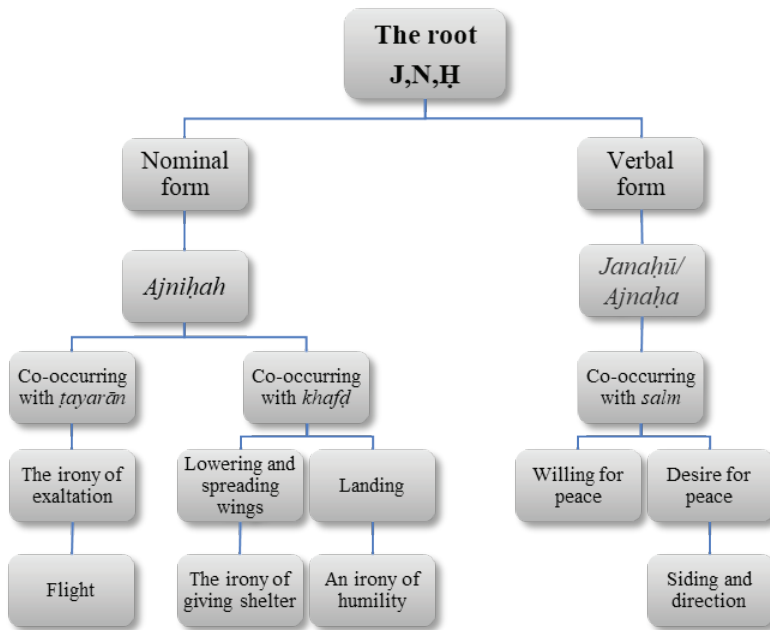 The root
J,N,Ḥ
Nominal
form
Verbal
form
Ajniḥah
Janaḥū/
Ajnaḥa
Co-occurring
with ṭayarān
Co-occurring
with khafḍ
Co-occurring
with salm
The irony of
exaltation
Lowering and
spreading
wings
Landing
Willing for
peace
Desire for
peace
Flight
The irony of
giving shelter
An irony of
humility
Siding and
direction